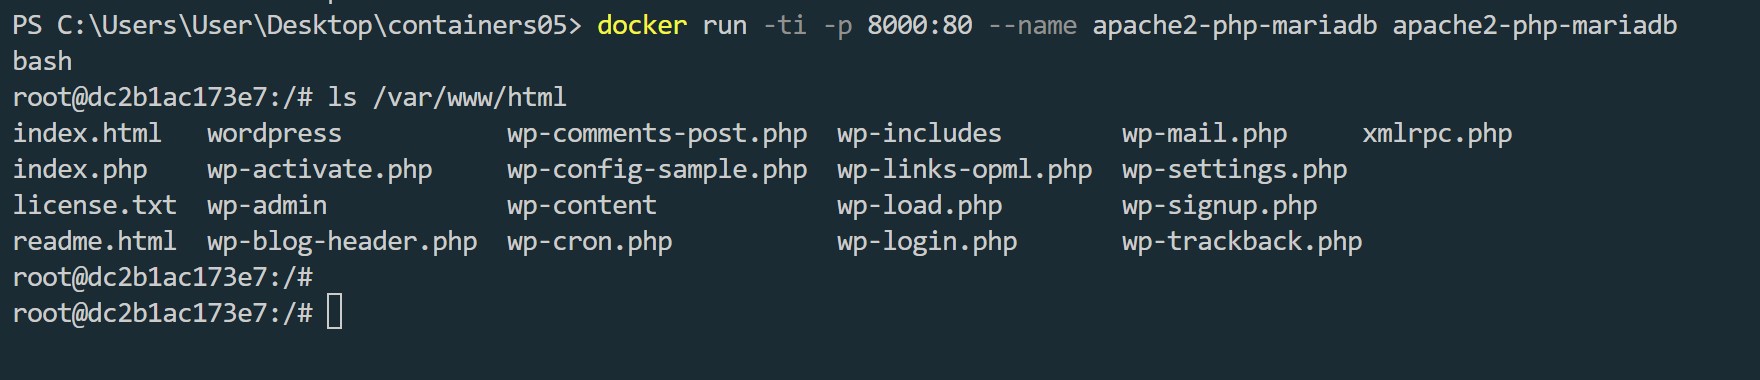 PS C:\Users\User\Desktop\containers05> docker run -ti -p 8000:80 --name apache2-php-mariadb apache2-php-mariadb
bash
root@dc2b1ac173e7:/# ls /var/www/html
index.html   wordpress           wp-comments-post.php  wp-includes        wp-mail.php     xmlrpc.php
index.php    wp-activate.php     wp-config-sample.php  wp-links-opml.php  wp-settings.php
license.txt  wp-admin            wp-content            wp-load.php        wp-signup.php
readme.html  wp-blog-header.php  wp-cron.php           wp-login.php       wp-trackback.php
root@dc2b1ac173e7:/#
root@dc2b1ac173e7:/#